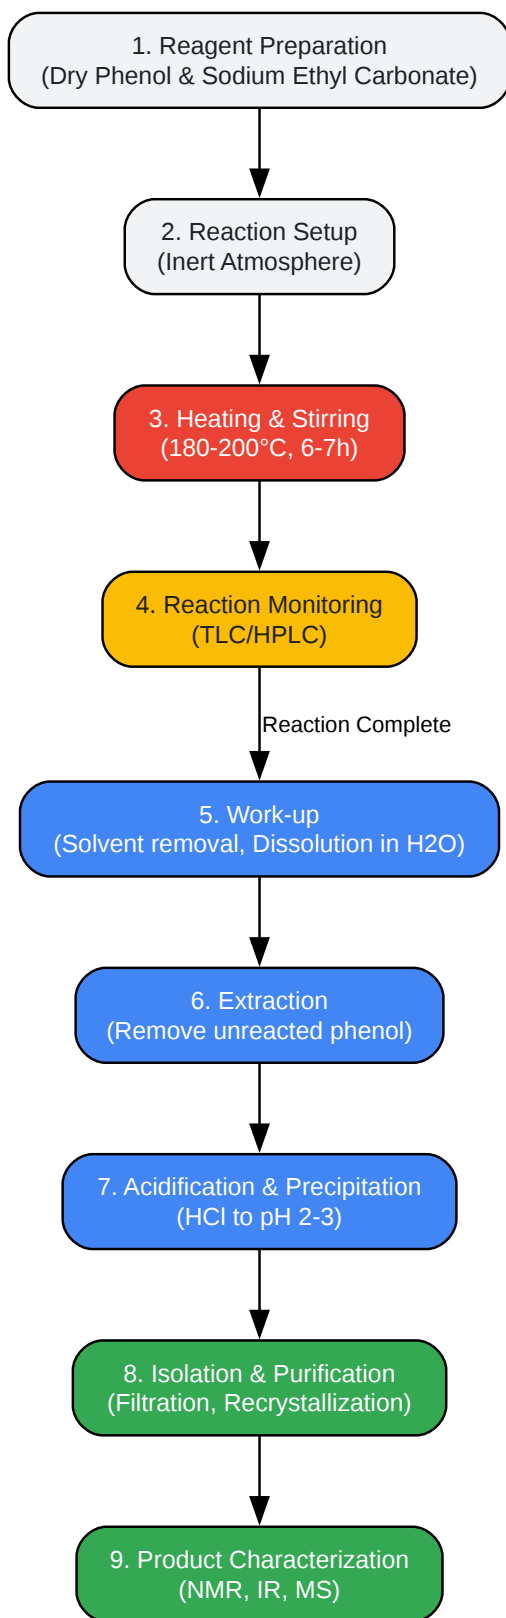 1. Reagent Preparation
(Dry Phenol & Sodium Ethyl Carbonate)
2. Reaction Setup
(Inert Atmosphere)
3. Heating & Stirring
(180-200°C, 6-7h)
4. Reaction Monitoring
(TLC/HPLC)
Reaction Complete
5. Work-up
(Solvent removal, Dissolution in H2O)
6. Extraction
(Remove unreacted phenol)
7. Acidification & Precipitation
(HCl to pH 2-3)
8. Isolation & Purification
(Filtration, Recrystallization)
9. Product Characterization
(NMR, IR, MS)